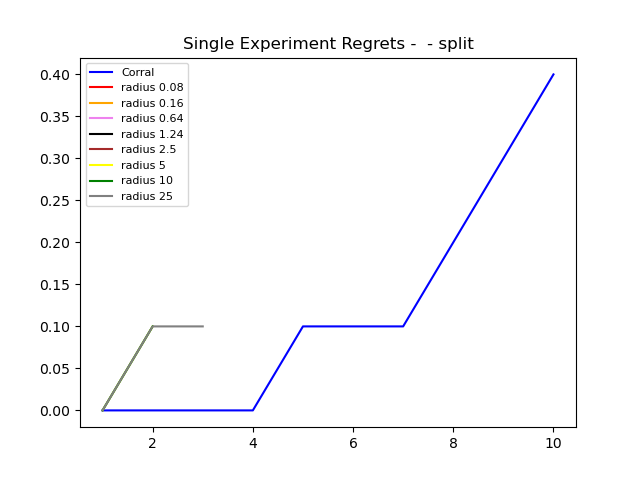 Single Experiment Regrets -  - split
0.40
0.35
0.30
0.25
0.20
0.15
0.10
0.05
0.00
Corral
radius 0.08
radius 0.16
radius 0.64
radius 1.24
radius 2.5
radius 5
radius 10
radius 25
2 4 6 8 10